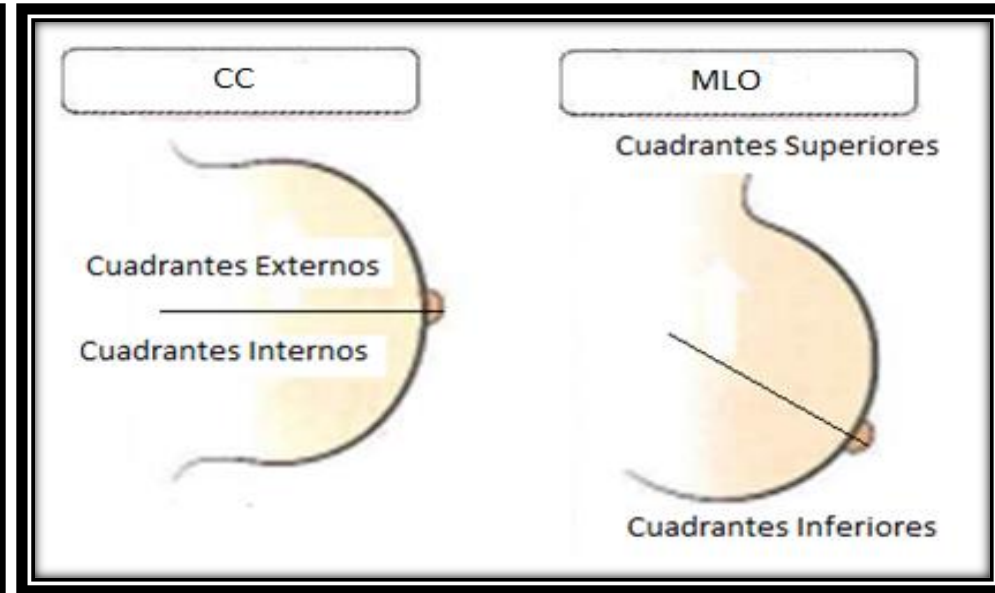 CC
Cuadrantes Externos
Cuadrantes Internos
MLO
Cuadrantes Superiores
Cuadrantes Inferiores